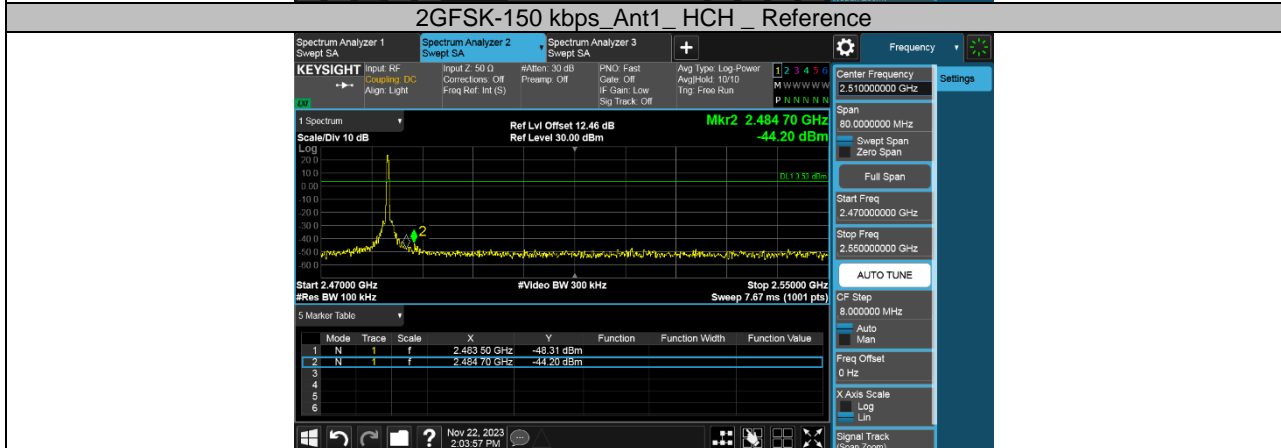 2GFSK-150 kbps_Ant1_ HCH _ Reference
Spectrum Analyzer 1
Swept SA
Spectrum Analyzer 2
Swept SA
Spectrum Analyzer 3
Swept SA
+
Frequency
KEYSIGHT
Input: RF
Coupling: DC
Align: Light
Input Z: 50 Ω
Corrections: Off
Freq Ref: Int (S)
#Atten: 30 dB
Preamp: Off
PNO: Fast
Gate: Off
IF Gain: Low
Sig Track: Off
Avg Type: Log-Power
Avg|Hold: 10/10
Trig: Free Run
1 2 3 4 5 6
M W W W W W
P N N N N N
LXI
1 Spectrum
Scale/Div 10 dB
Ref Lvl Offset 12.46 dB
Ref Level 30.00 dBm
Mkr2 2.484 70 GHz
-44.20 dBm
Log
20.0
10.0
0.00
-10.0
-20.0
-30.0
-40.0
-50.0
-60.0
2
Start 2.47000 GHz
#Res BW 100 kHz
#Video BW 300 kHz
Stop 2.55000 GHz
Sweep 7.67 ms (1001 pts)
5 Marker Table
Mode Trace Scale X Y Function Function Width Function Value
1 N 1 f 2.483 50 GHz -48.31 dBm
2 N 1 f 2.484 70 GHz -44.20 dBm
3
4
5
6
Nov 22, 2023
2:03:57 PM
Settings
Center Frequency
2.510000000 GHz
Span
80.0000000 MHz
Swept Span
Zero Span
Full Span
Start Freq
2.470000000 GHz
Stop Freq
2.550000000 GHz
AUTO TUNE
CF Step
8.000000 MHz
Auto
Man
Freq Offset
0 Hz
X Axis Scale
Log
Lin
Signal Track
(Span Zoom)